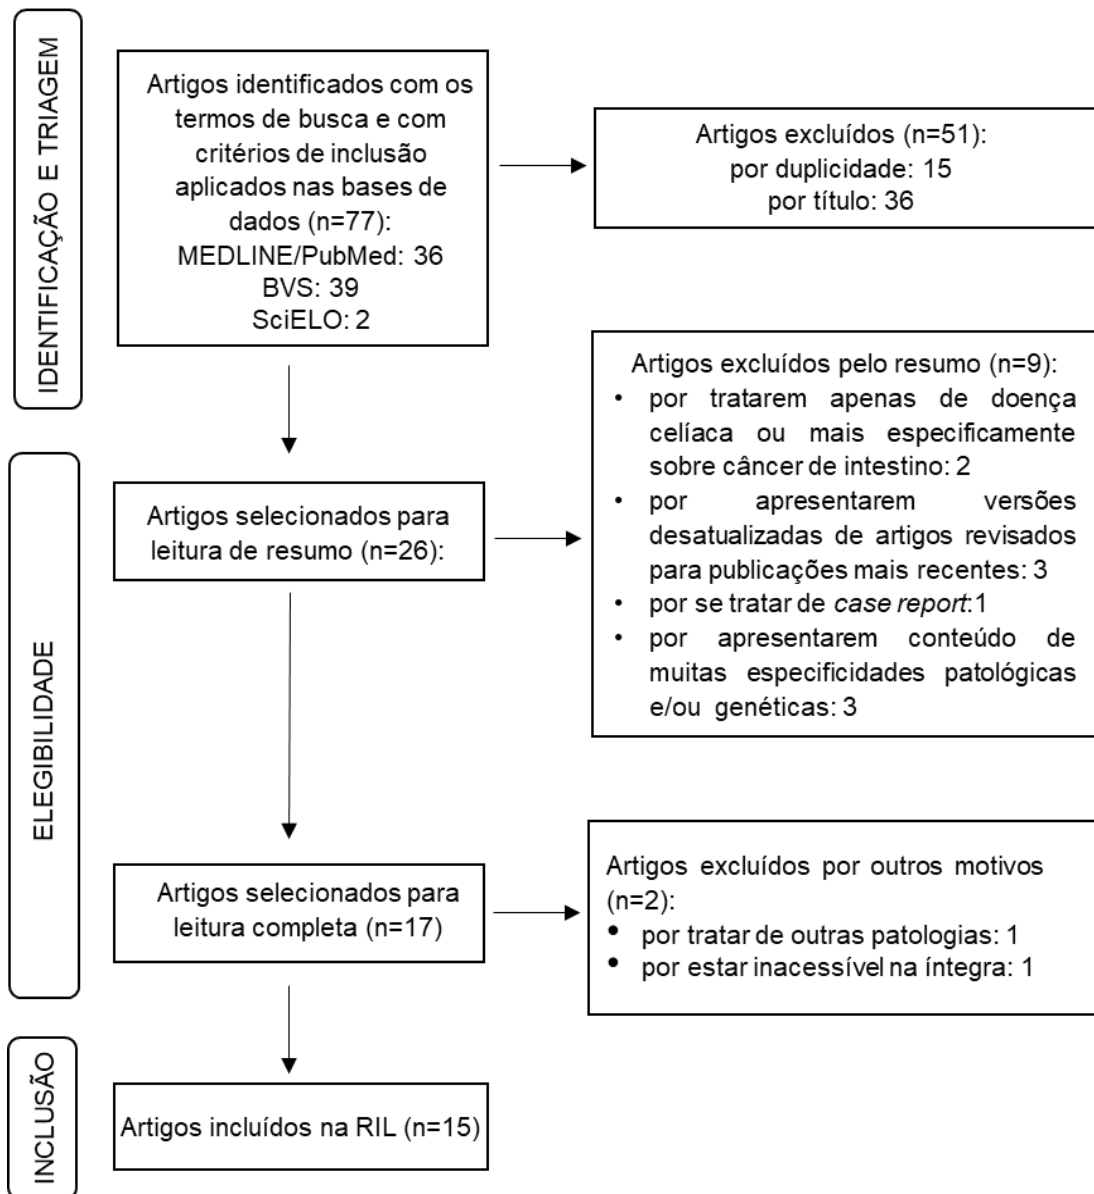 IDENTIFICAÇÃO E TRIAGEM
Artigos identificados com os
termos de busca e com
critérios de inclusão
aplicados nas bases de
dados (n=77):
MEDLINE/PubMed: 36
BVS: 39
SciELO: 2
Artigos excluídos (n=51):
por duplicidade: 15
por título: 36
ELEGIBILIDADE
Artigos selecionados para
leitura de resumo (n=26):
Artigos excluídos pelo resumo (n=9):
• por tratarem apenas de doença
celíaca ou mais especificamente
sobre câncer de intestino: 2
• por apresentarem versões
desatualizadas de artigos revisados
para publicações mais recentes: 3
• por se tratar de case report:1
• por apresentarem conteúdo de
muitas especificidades patológicas
e/ou genéticas: 3
Artigos selecionados para
leitura completa (n=17)
Artigos excluídos por outros motivos
(n=2):
• por tratar de outras patologias: 1
• por estar inacessível na íntegra: 1
INCLUSÃO
Artigos incluídos na RIL (n=15)